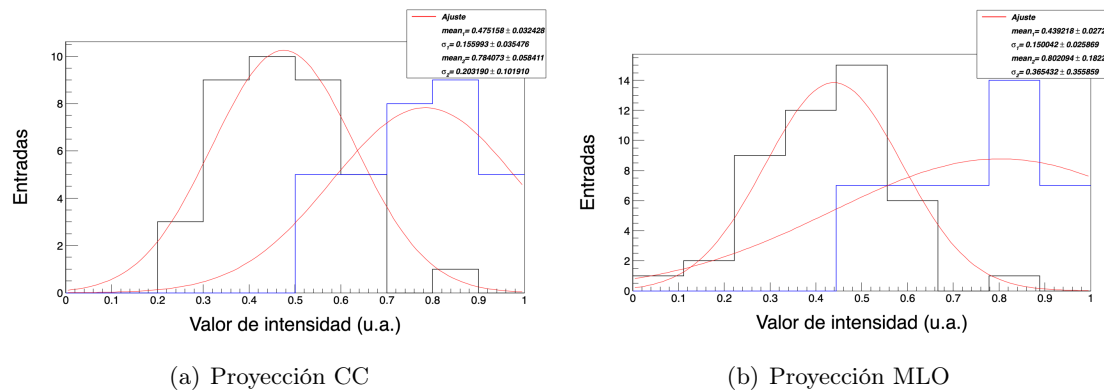 Ajuste
mean₁= 0.475158 ± 0.032428
σ₁= 0.155993 ± 0.035476
mean₂= 0.784073 ± 0.058411
σ₂= 0.203190 ± 0.101910
10
8
6
4
2
0
Entradas
0 0.1 0.2 0.3 0.4 0.5 0.6 0.7 0.8 0.9 1
Valor de intensidad (u.a.)
(a) Proyección CC
Ajuste
mean₁= 0.439218 ± 0.0272
σ₁= 0.150042 ± 0.025869
mean₂= 0.802094 ± 0.1822
σ₂= 0.365432 ± 0.355859
14
12
10
8
6
4
2
0
Entradas
0 0.1 0.2 0.3 0.4 0.5 0.6 0.7 0.8 0.9 1
Valor de intensidad (u.a.)
(b) Proyección MLO